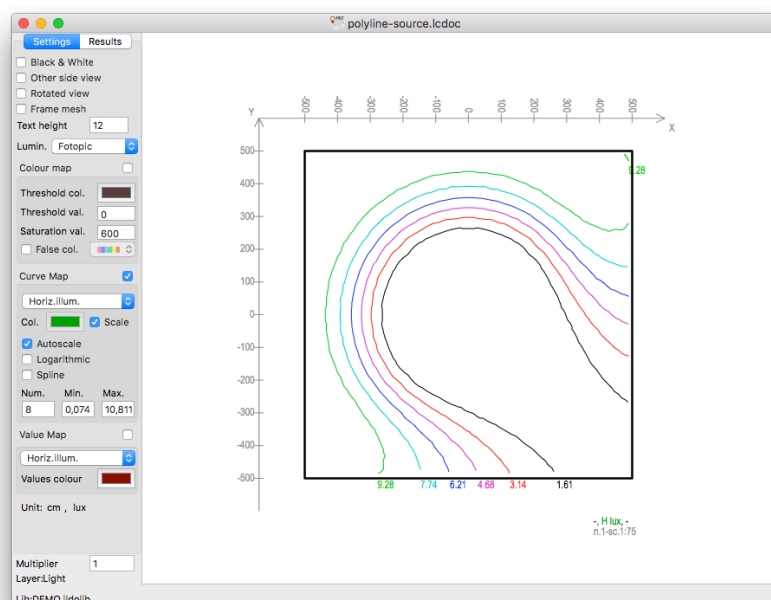 polyline-source.lcdoc
Settings Results
Black & White
Other side view
Rotated view
Frame mesh
Text height 12
Lumin. Fotopic
Colour map
Threshold col.
Threshold val. 0
Saturation val. 600
False col.
Curve Map
Horiz.illum.
Col. Scale
Autoscale
Logarithmic
Spline
Num. Min. Max.
8 0,074 10,811
Value Map
Horiz.illum.
Values colour
Unit: cm , lux
Multiplier 1
Layer:Light
Lib:DEMO.ildolib
Y -500 -400 -300 -200 -100 0 100 200 300 400 500 X
500
400
300
200
100
0
-100
-200
-300
-400
-500
9.28
9.28 7.74 6.21 4.68 3.14 1.61
-, H lux, -
n.1-sc.1:75